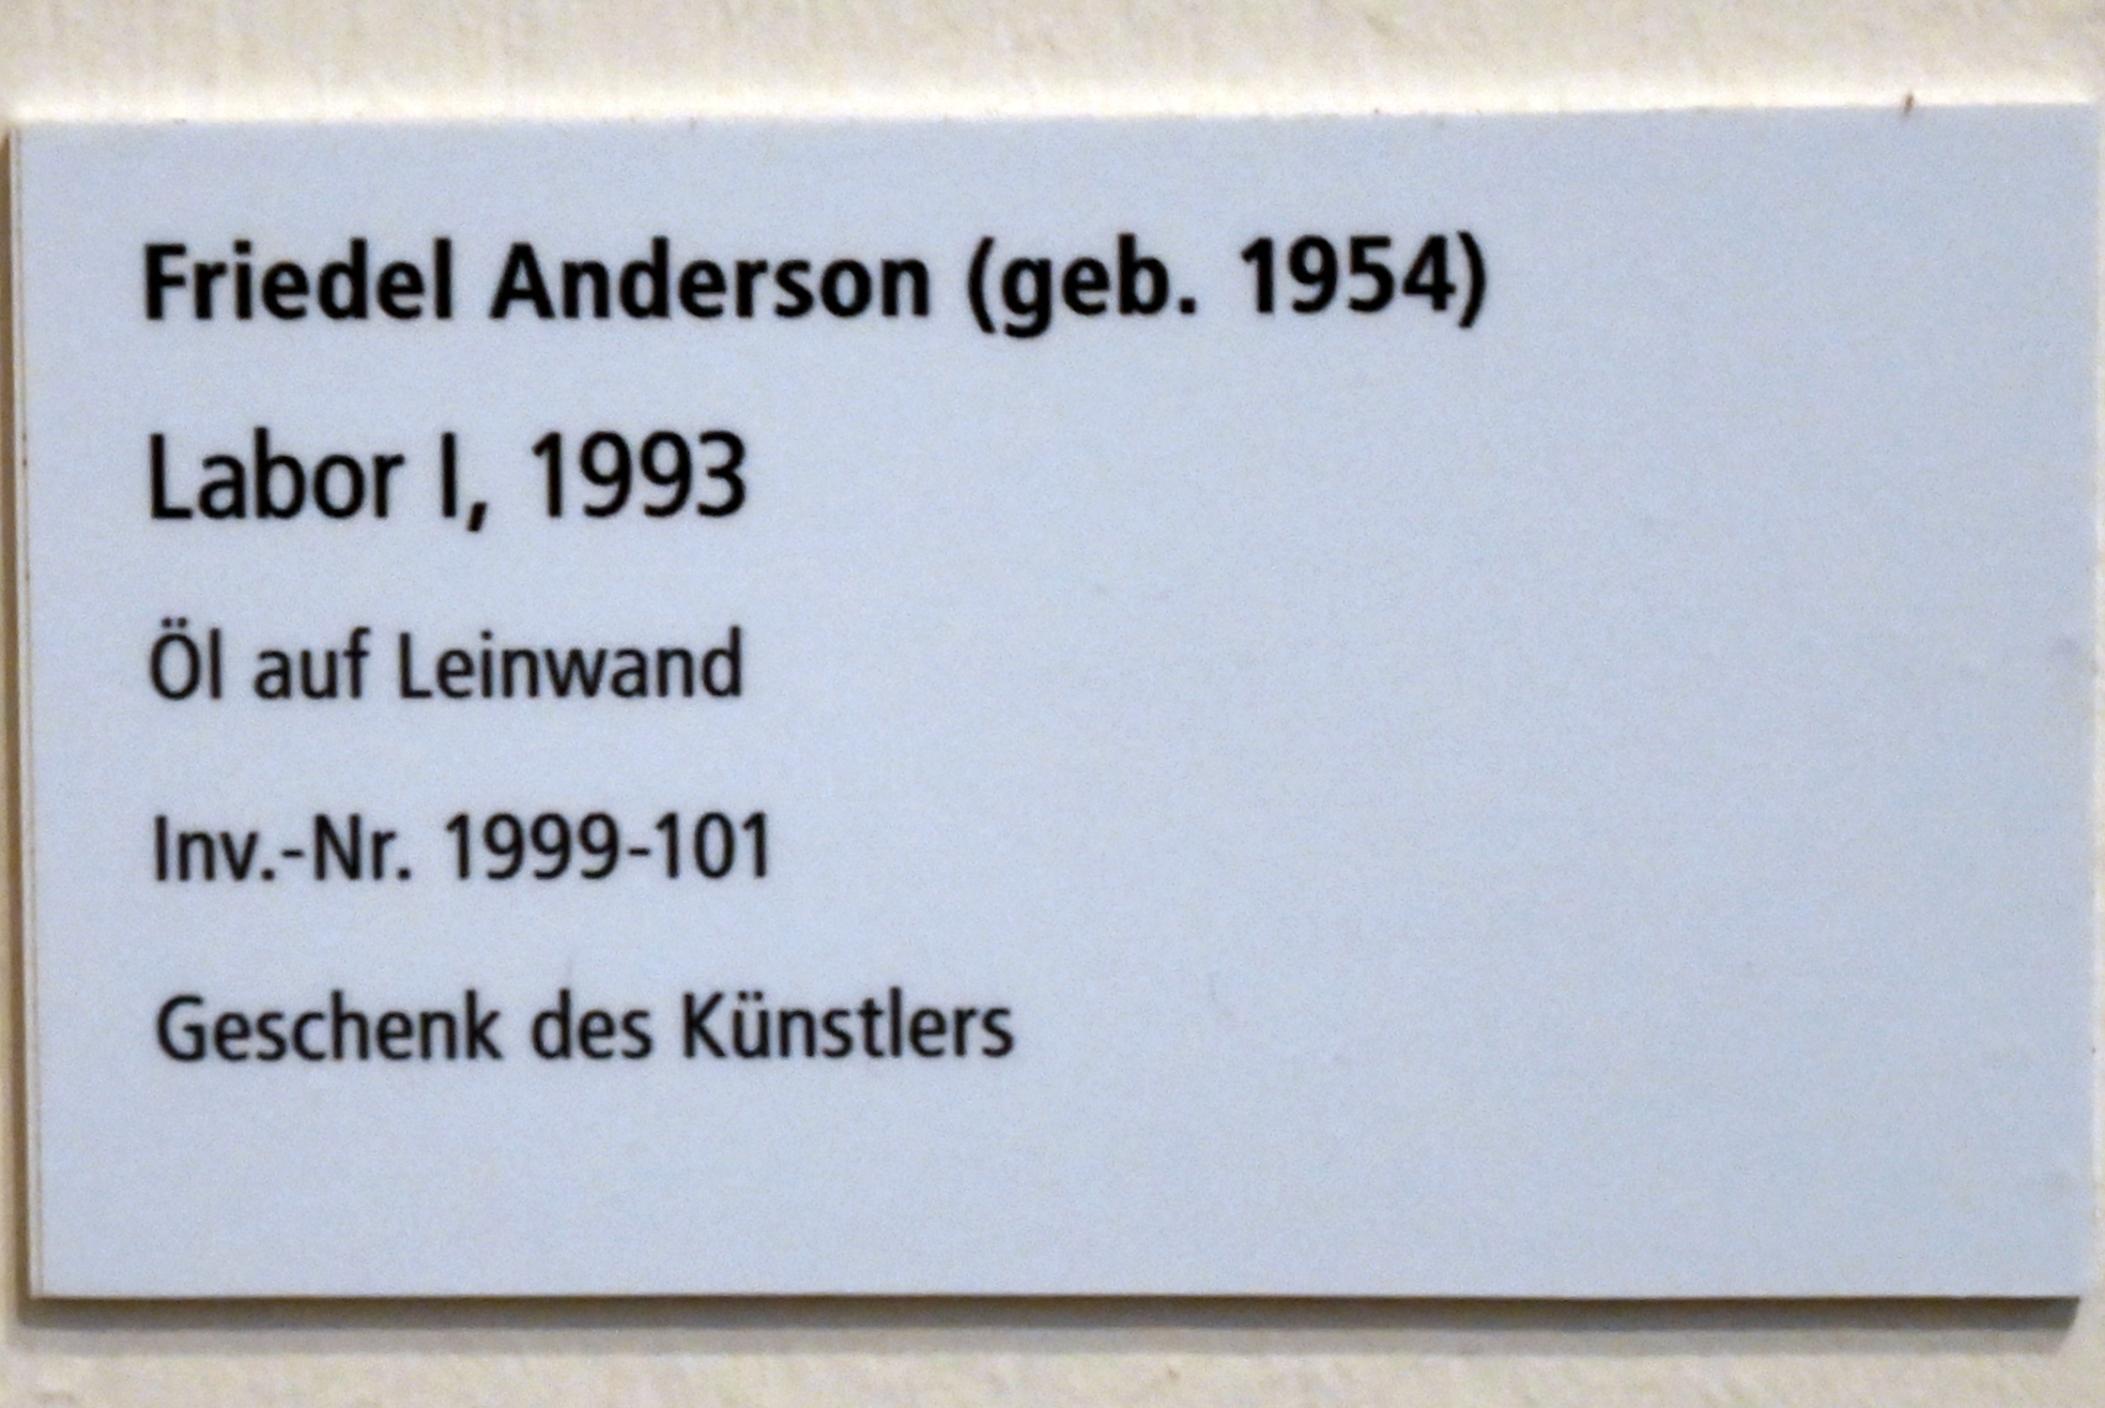 Friedel Anderson (geb. 1954)
Labor I, 1993
Öl auf Leinwand
Inv.-Nr. 1999-101
Geschenk des Künstlers